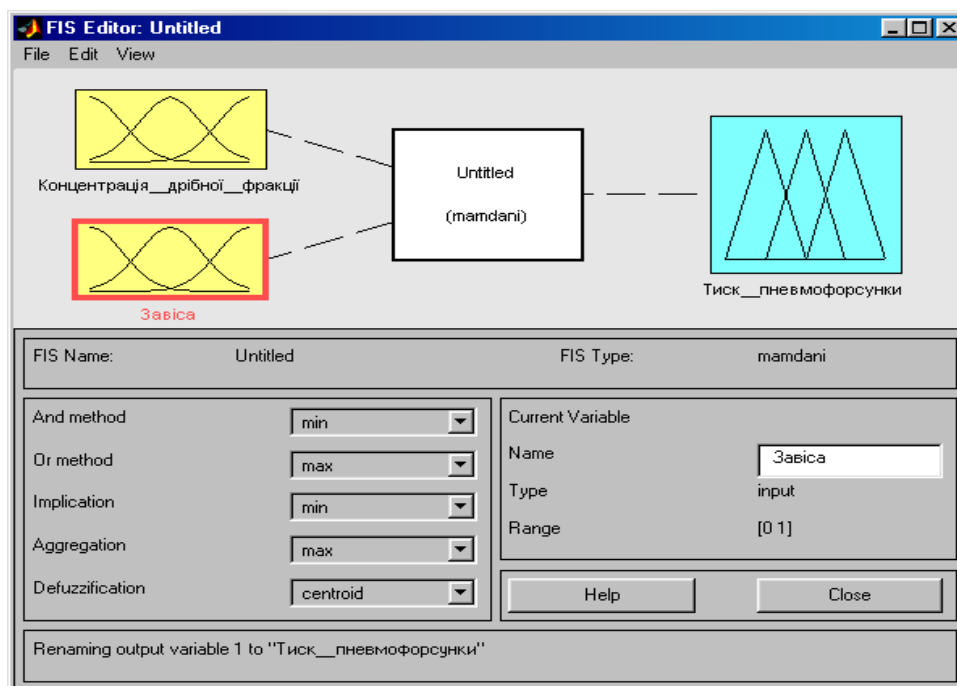 FIS Editor: Untitled
File Edit View
Концентрація__дрібної__фракції
Завіса
Untitled
(mamdani)
Тиск__пневмофорсунки
FIS Name: Untitled FIS Type: mamdani
And method min
Or method max
Implication min
Aggregation max
Defuzzification centroid
Current Variable
Name Завіса
Type input
Range [0 1]
Help Close
Renaming output variable 1 to "Тиск__пневмофорсунки"